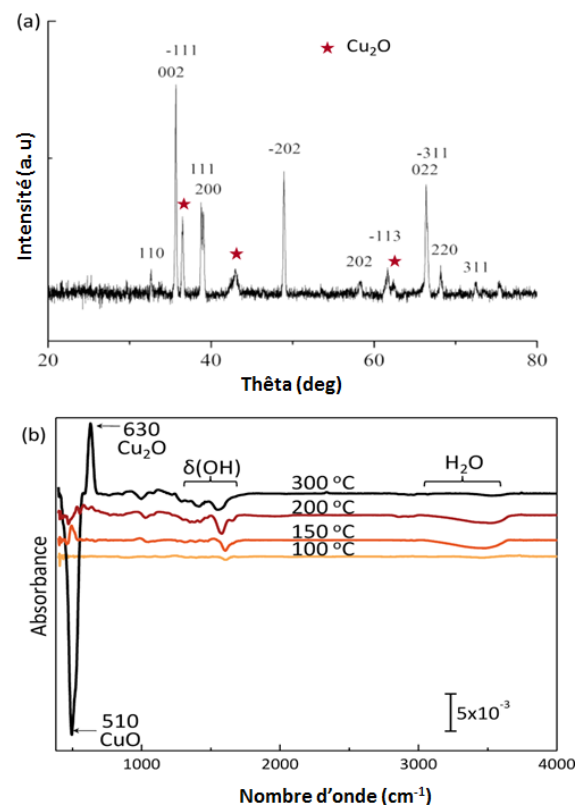 (a)
★ Cu₂O
-111
002
111
200
-202
-311
022
110
202
-113
220
311
Intensité (a.u)
20
40
60
80
Thêta (deg)
(b)
630
Cu₂O
δ(OH)
H₂O
300 °C
200 °C
150 °C
100 °C
510
CuO
5x10⁻³
Absorbance
1000
2000
3000
4000
Nombre d’onde (cm⁻¹)